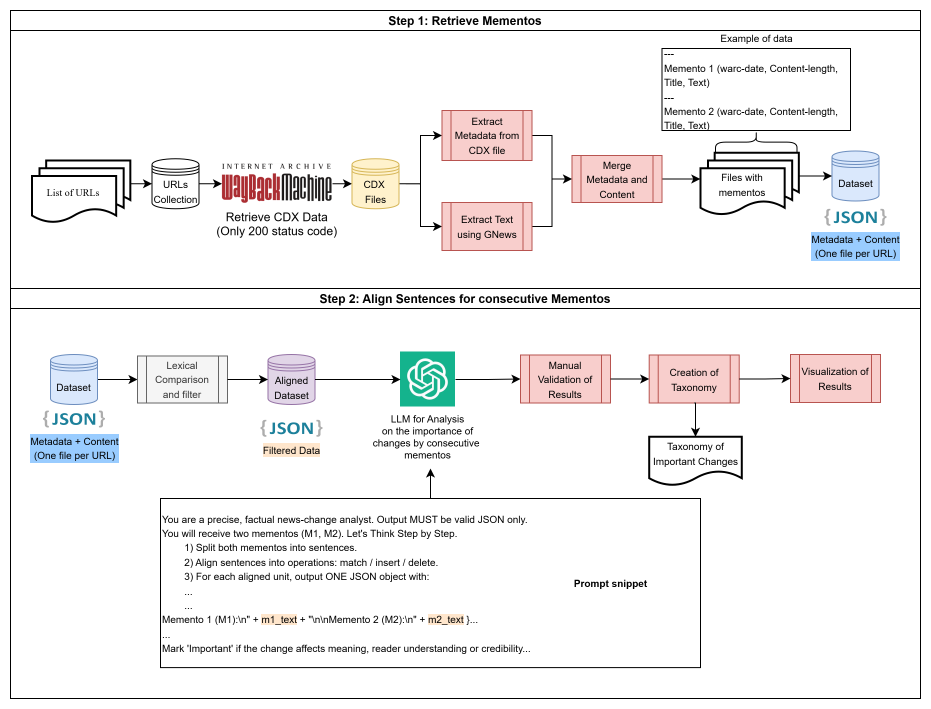 Step 1: Retrieve Mementos
Example of data
---
Memento 1 (warc-date, Content-length,
Title, Text)
---
Memento 2 (warc-date, Content-length,
Title, Text)
List of URLs
URLs
Collection
INTERNET ARCHIVE
WayBackMachine
Retrieve CDX Data
(Only 200 status code)
CDX
Files
Extract
Metadata from
CDX file
Extract Text
using GNews
Merge
Metadata and
Content
Files with
mementos
Dataset
{JSON}
Metadata + Content
(One file per URL)
Step 2: Align Sentences for consecutive Mementos
Dataset
{JSON}
Metadata + Content
(One file per URL)
Lexical
Comparison
and filter
Aligned
Dataset
{JSON}
Filtered Data
LLM for Analysis
on the importance of
changes by consecutive
mementos
Manual
Validation of
Results
Creation of
Taxonomy
Taxonomy of
Important Changes
Visualization of
Results
You are a precise, factual news-change analyst. Output MUST be valid JSON only.
You will receive two mementos (M1, M2). Let's Think Step by Step.
1) Split both mementos into sentences.
2) Align sentences into operations: match / insert / delete.
3) For each aligned unit, output ONE JSON object with:
...
...
Memento 1 (M1):\n" + m1_text + "\n\nMemento 2 (M2):\n" + m2_text }...
...
Mark 'Important' if the change affects meaning, reader understanding or credibility...
Prompt snippet